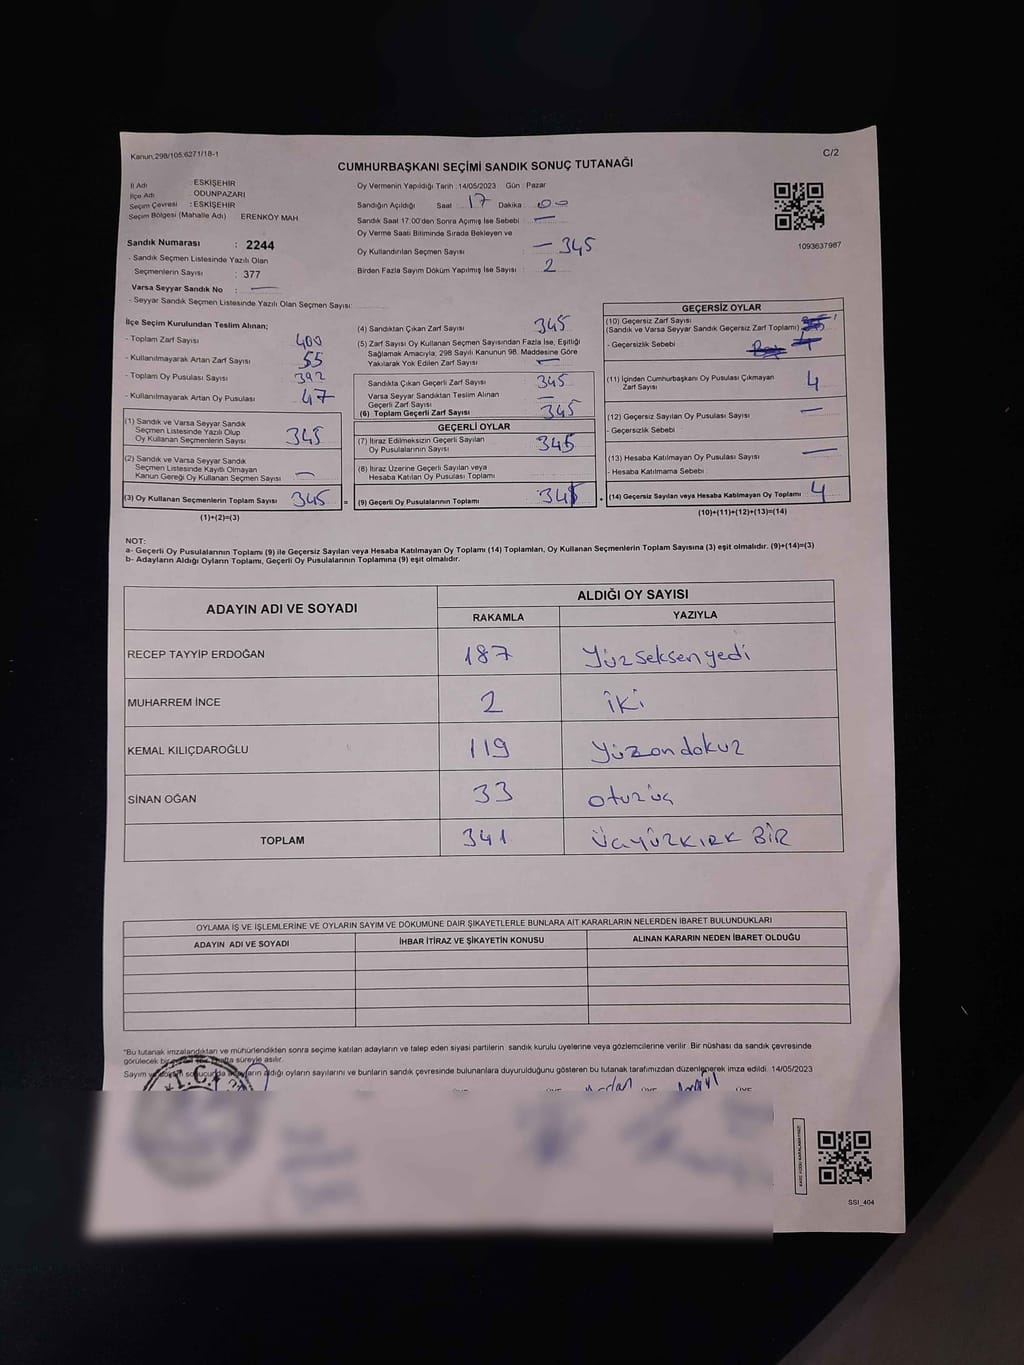 Kanun:298/105;6271/18-1
C/2
CUMHURBAŞKANI SEÇİMİ SANDIK SONUÇ TUTANAĞI
İl Adı : ESKİŞEHİR
İlçe Adı : ODUNPAZARI
Seçim Çevresi : ESKİŞEHİR
Seçim Bölgesi (Mahalle Adı) ERENKÖY MAH.
Sandık Numarası : 2244
- Sandık Seçmen Listesinde Yazılı Olan
Seçmenlerin Sayısı : 377
Varsa Seyyar Sandık No : —
- Seyyar Sandık Seçmen Listesinde Yazılı Olan Seçmen Sayısı:
Oy Vermenin Yapıldığı Tarih : 14/05/2023 Gün : Pazar
Sandığın Açıldığı Saat 17 Dakika 00
Sandık Saat 17:00'den Sonra Açımış İse Sebebi : —
Oy Verme Saati Bitiminde Sırada Bekleyen ve
Oy Kullandırılan Seçmen Sayısı : — 345
Birden Fazla Sayım Döküm Yapılmış İse Sayısı : 2
1093637987
İlçe Seçim Kurulundan Teslim Alınan;
- Toplam Zarf Sayısı 400
- Kullanılmayarak Artan Zarf Sayısı 55
- Toplam Oy Pusulası Sayısı 392
- Kullanılmayarak Artan Oy Pusulası 47
(1) Sandık ve Varsa Seyyar Sandık
Seçmen Listesinde Yazılı Olup
Oy Kullanan Seçmenlerin Sayısı 345
(2) Sandık ve Varsa Seyyar Sandık
Seçmen Listesinde Kayıtlı Olmayan
Kanun Gereği Oy Kullanan Seçmen Sayısı —
(3) Oy Kullanan Seçmenlerin Toplam Sayısı 345 =
(1)+(2)=(3)
(4) Sandıktan Çıkan Zarf Sayısı 345
(5) Zarf Sayısı Oy Kullanan Seçmen Sayısından Fazla İse, Eşitliği
Sağlamak Amacıyla; 298 Sayılı Kanunun 98. Maddesine Göre
Yakılarak Yok Edilen Zarf Sayısı —
Sandıkta Çıkan Geçerli Zarf Sayısı 345
Varsa Seyyar Sandıktan Teslim Alınan
Geçerli Zarf Sayısı —
(6) Toplam Geçerli Zarf Sayısı 345
GEÇERLİ OYLAR
(7) İtiraz Edilmeksizin Geçerli Sayılan
Oy Pusulalarının Sayısı
(8) İtiraz Üzerine Geçerli Sayılan veya
Hesaba Katılan Oy Pusulası Toplamı
(9) Geçerli Oy Pusulalarının Toplamı +
GEÇERSİZ OYLAR
(10) Geçersiz Zarf Sayısı
(Sandık ve Varsa Seyyar Sandık Geçersiz Zarf Toplamı)
- Geçersizlik Sebebi
(11) İçinden Cumhurbaşkanı Oy Pusulası Çıkmayan
Zarf Sayısı 4
(12) Geçersiz Sayılan Oy Pusulası Sayısı —
- Geçersizlik Sebebi
(13) Hesaba Katılmayan Oy Pusulası Sayısı —
- Hesaba Katılmama Sebebi
(14) Geçersiz Sayılan veya Hesaba Katılmayan Oy Toplamı 4
(10)+(11)+(12)+(13)=(14)
NOT:
a- Geçerli Oy Pusulalarının Toplamı (9) ile Geçersiz Sayılan veya Hesaba Katılmayan Oy Toplamı (14) Toplamları, Oy Kullanan Seçmenlerin Toplam Sayısına (3) eşit olmalıdır. (9)+(14)=(3)
b- Adayların Aldığı Oyların Toplamı, Geçerli Oy Pusulalarının Toplamına (9) eşit olmalıdır.
ADAYIN ADI VE SOYADI ALDIĞI OY SAYISI
RAKAMLA YAZIYLA
RECEP TAYYİP ERDOĞAN 187 Yüzseksenyedi
MUHARREM İNCE 2 iki
KEMAL KILIÇDAROĞLU 119 yüzondokuz
SİNAN OĞAN 33 otuzüç
TOPLAM 341 ÜçYÜZKIRK BİR
OYLAMA İŞ VE İŞLEMLERİNE VE OYLARIN SAYIM VE DÖKÜMÜNE DAİR ŞİKAYETLERLE BUNLARA AİT KARARLARIN NELERDEN İBARET BULUNDUKLARI
ADAYIN ADI VE SOYADI İHBAR İTİRAZ VE ŞİKAYETİN KONUSU ALINAN KARARIN NEDEN İBARET OLDUĞU
"Bu tutanak imzalandıktan ve mühürlendikten sonra seçime katılan adayların ve talep eden siyasi partilerin sandık kurulu üyelerine veya gözlemcilerine verilir. Bir nüshası da sandık çevresinde
görülecek bir hafta süreyle asılır.
Sayım ve aldığı oyların sayılarını ve bunların sandık çevresinde bulunanlara duyurulduğunu gösteren bu tutanak tarafımızdan düzenlenerek imza edildi. 14/05/2023
T.C.
ÜYE ÜYE ÜYE
SSI_404